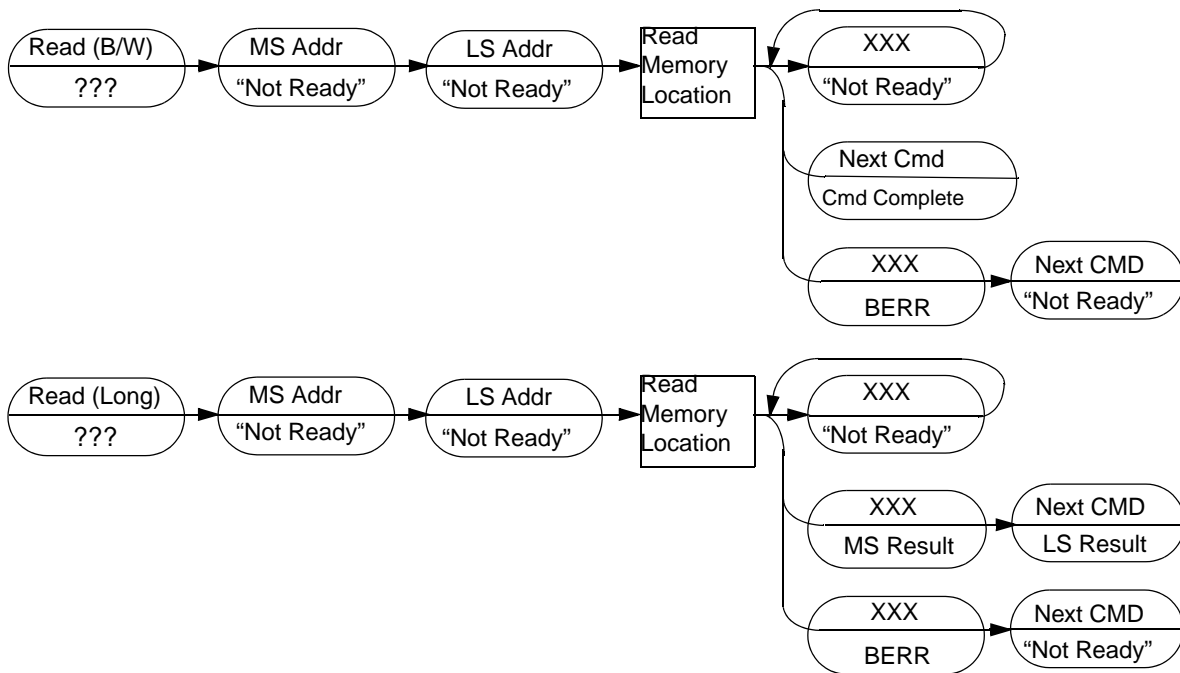 Read (B/W)
???
MS Addr
“Not Ready”
LS Addr
“Not Ready”
Read
Memory
Location
XXX
“Not Ready”
Next Cmd
Cmd Complete
XXX
BERR
Next CMD
“Not Ready”
Read (Long)
???
MS Addr
“Not Ready”
LS Addr
“Not Ready”
Read
Memory
Location
XXX
“Not Ready”
XXX
MS Result
Next CMD
LS Result
XXX
BERR
Next CMD
“Not Ready”